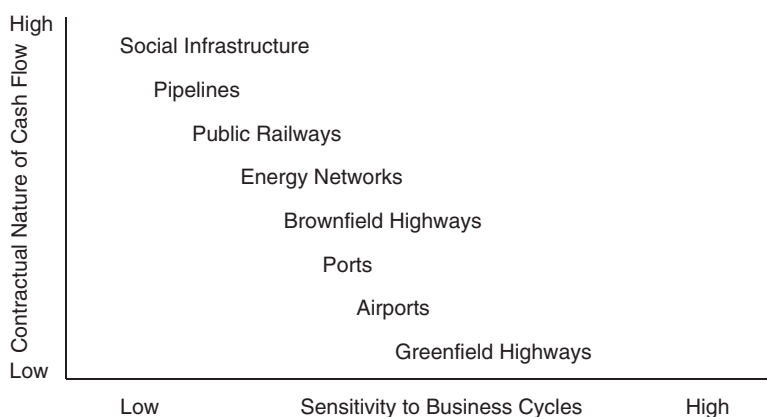 High
Social Infrastructure
Pipelines
Public Railways
Energy Networks
Brownfield Highways
Ports
Airports
Greenfield Highways
Low
Contractual Nature of Cash Flow
Low Sensitivity to Business Cycles High